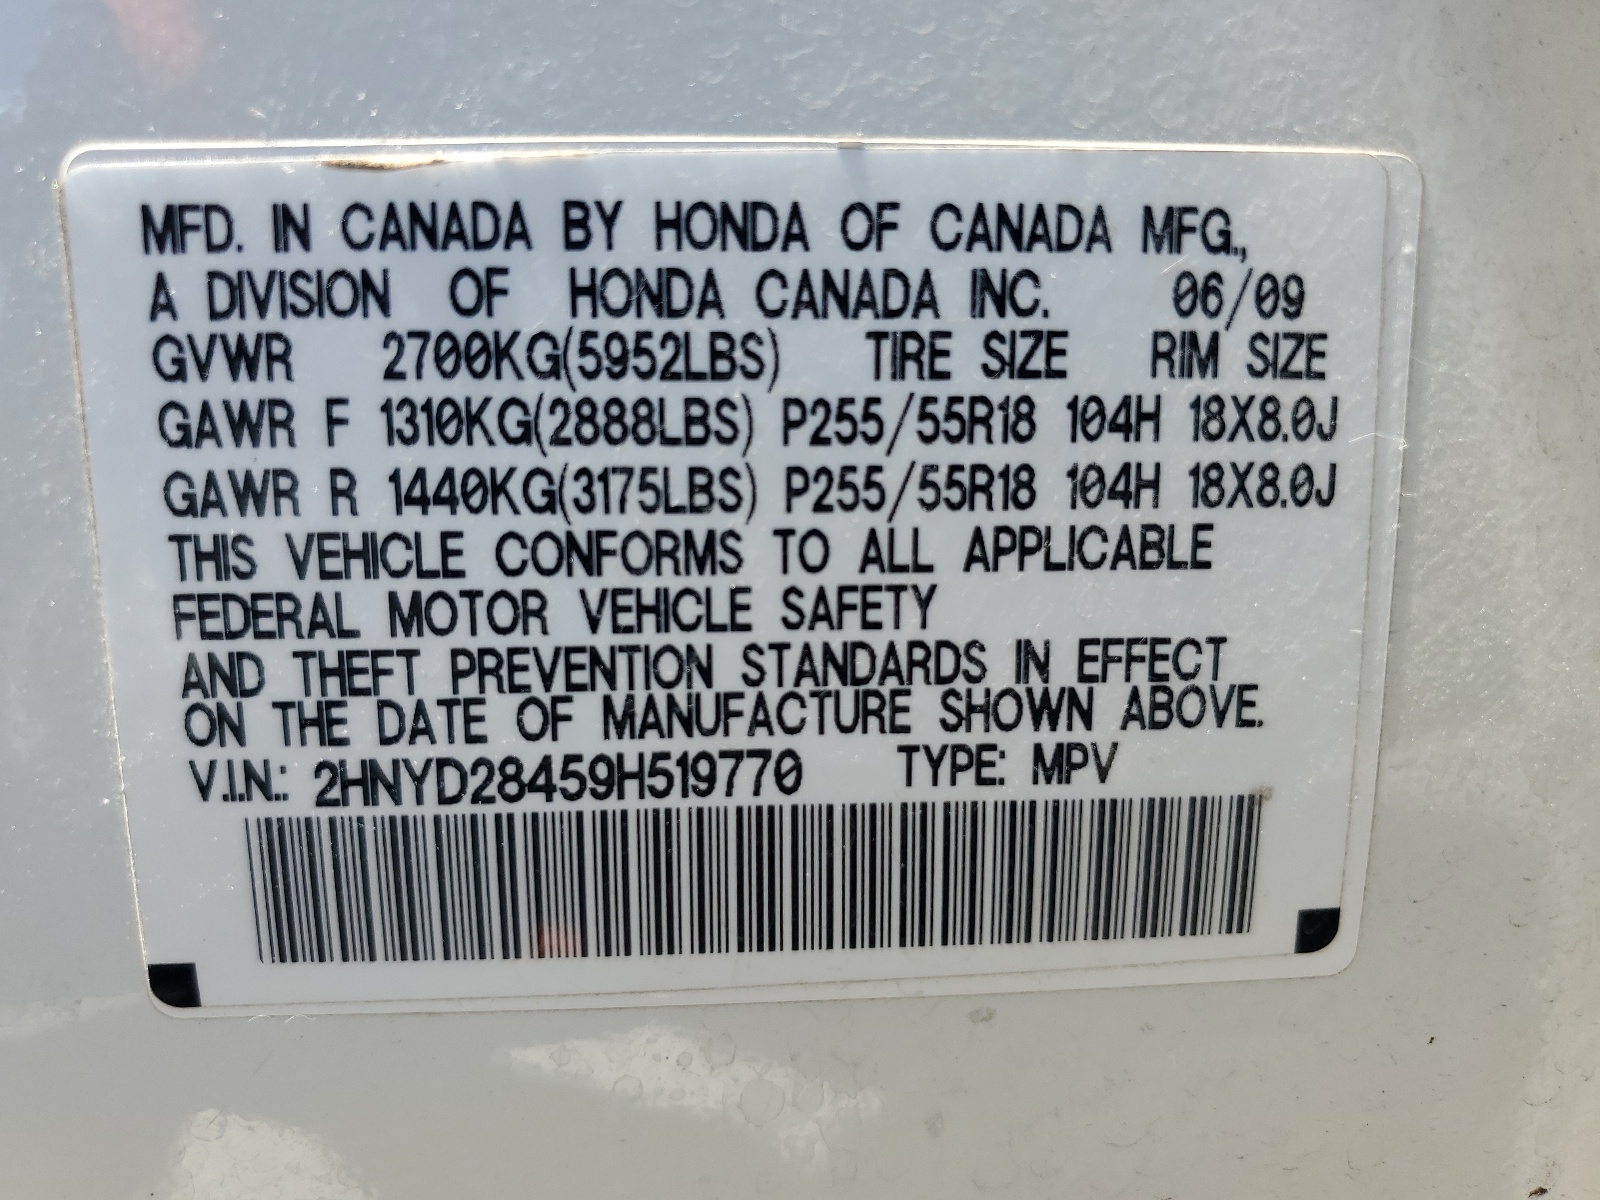 MFD. IN CANADA BY HONDA OF CANADA MFG.,
A DIVISION OF HONDA CANADA INC. 06/09
GVWR 2700KG(5952LBS) TIRE SIZE RIM SIZE
GAWR F 1310KG(2888LBS) P255/55R18 104H 18X8.0J
GAWR R 1440KG(3175LBS) P255/55R18 104H 18X8.0J
THIS VEHICLE CONFORMS TO ALL APPLICABLE
FEDERAL MOTOR VEHICLE SAFETY
AND THEFT PREVENTION STANDARDS IN EFFECT
ON THE DATE OF MANUFACTURE SHOWN ABOVE.
V.I.N.: 2HNYD28459H519770 TYPE: MPV